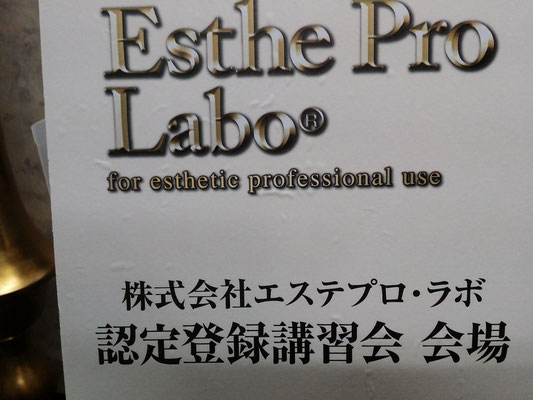 Esthe Pro
Labo®
for esthetic professional use
株式会社エステプロ・ラボ
認定登録講習会 会場